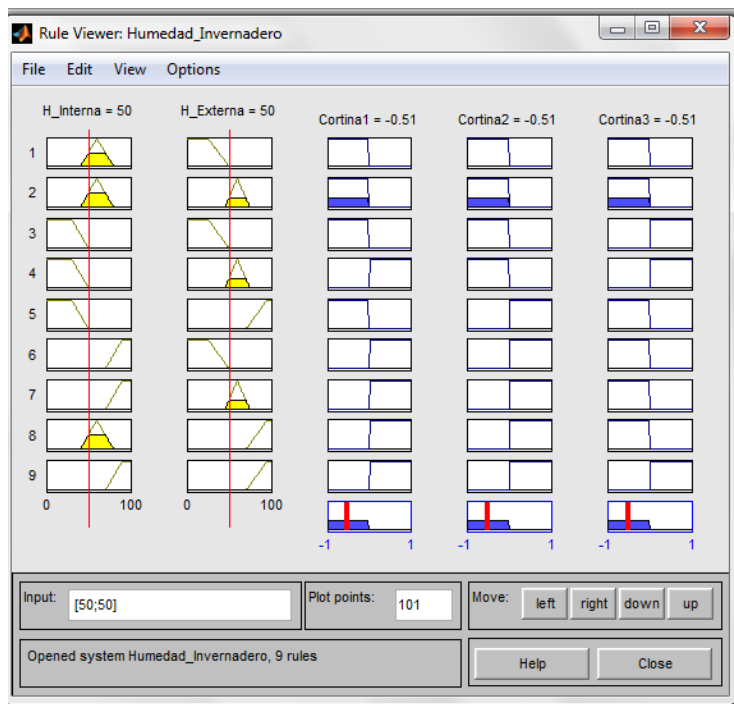 Rule Viewer: Humedad_Invernadero
File Edit View Options
H_Interna = 50 H_Externa = 50 Cortina1 = -0.51 Cortina2 = -0.51 Cortina3 = -0.51
1
2
3
4
5
6
7
8
9
0 100 0 100
-1 1 -1 1 -1 1
Input: [50;50] Plot points: 101 Move: left right down up
Opened system Humedad_Invernadero, 9 rules Help Close